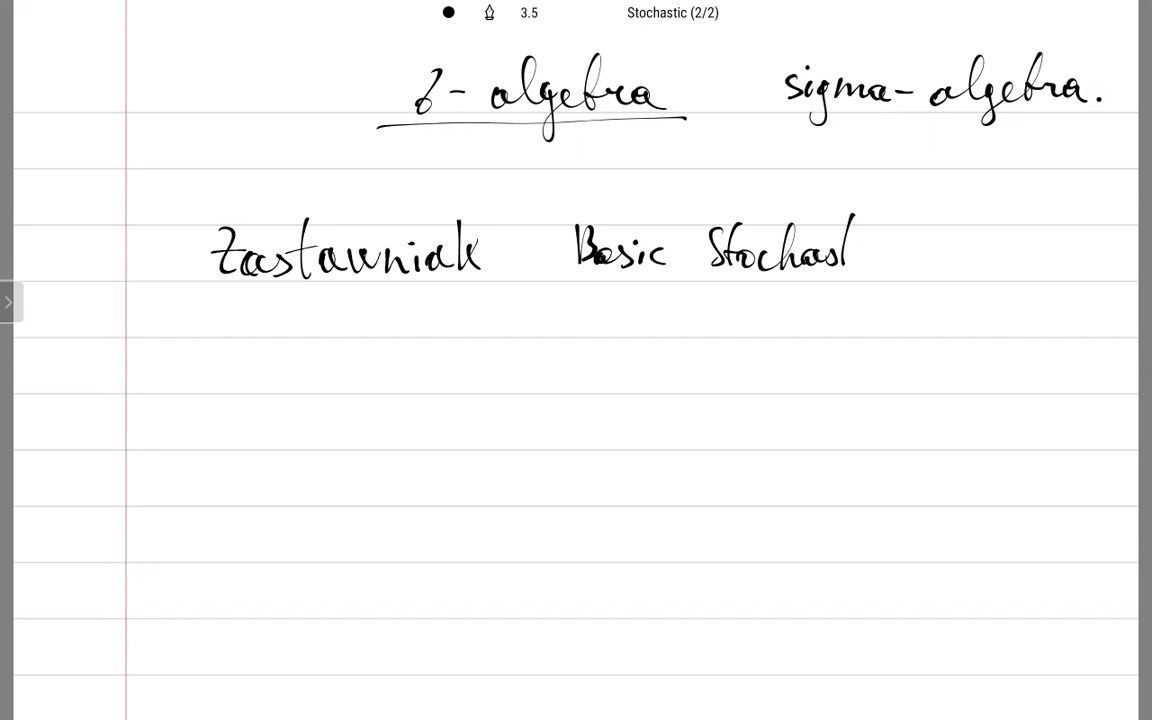 3.5 Stochastic (2/2)
σ- algebra sigma-algebra.
Zastawniak Basic Stochast